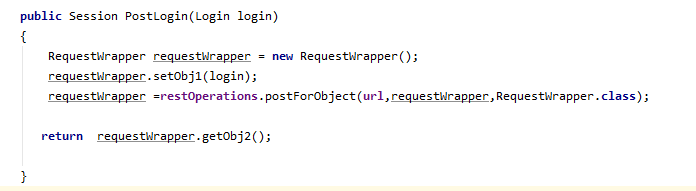 public Session PostLogin(Login login)
{
RequestWrapper requestWrapper = new RequestWrapper();
requestWrapper.setObj1(login);
requestWrapper =restOperations.postForObject(url,requestWrapper,RequestWrapper.class);
return requestWrapper.getObj2();
}